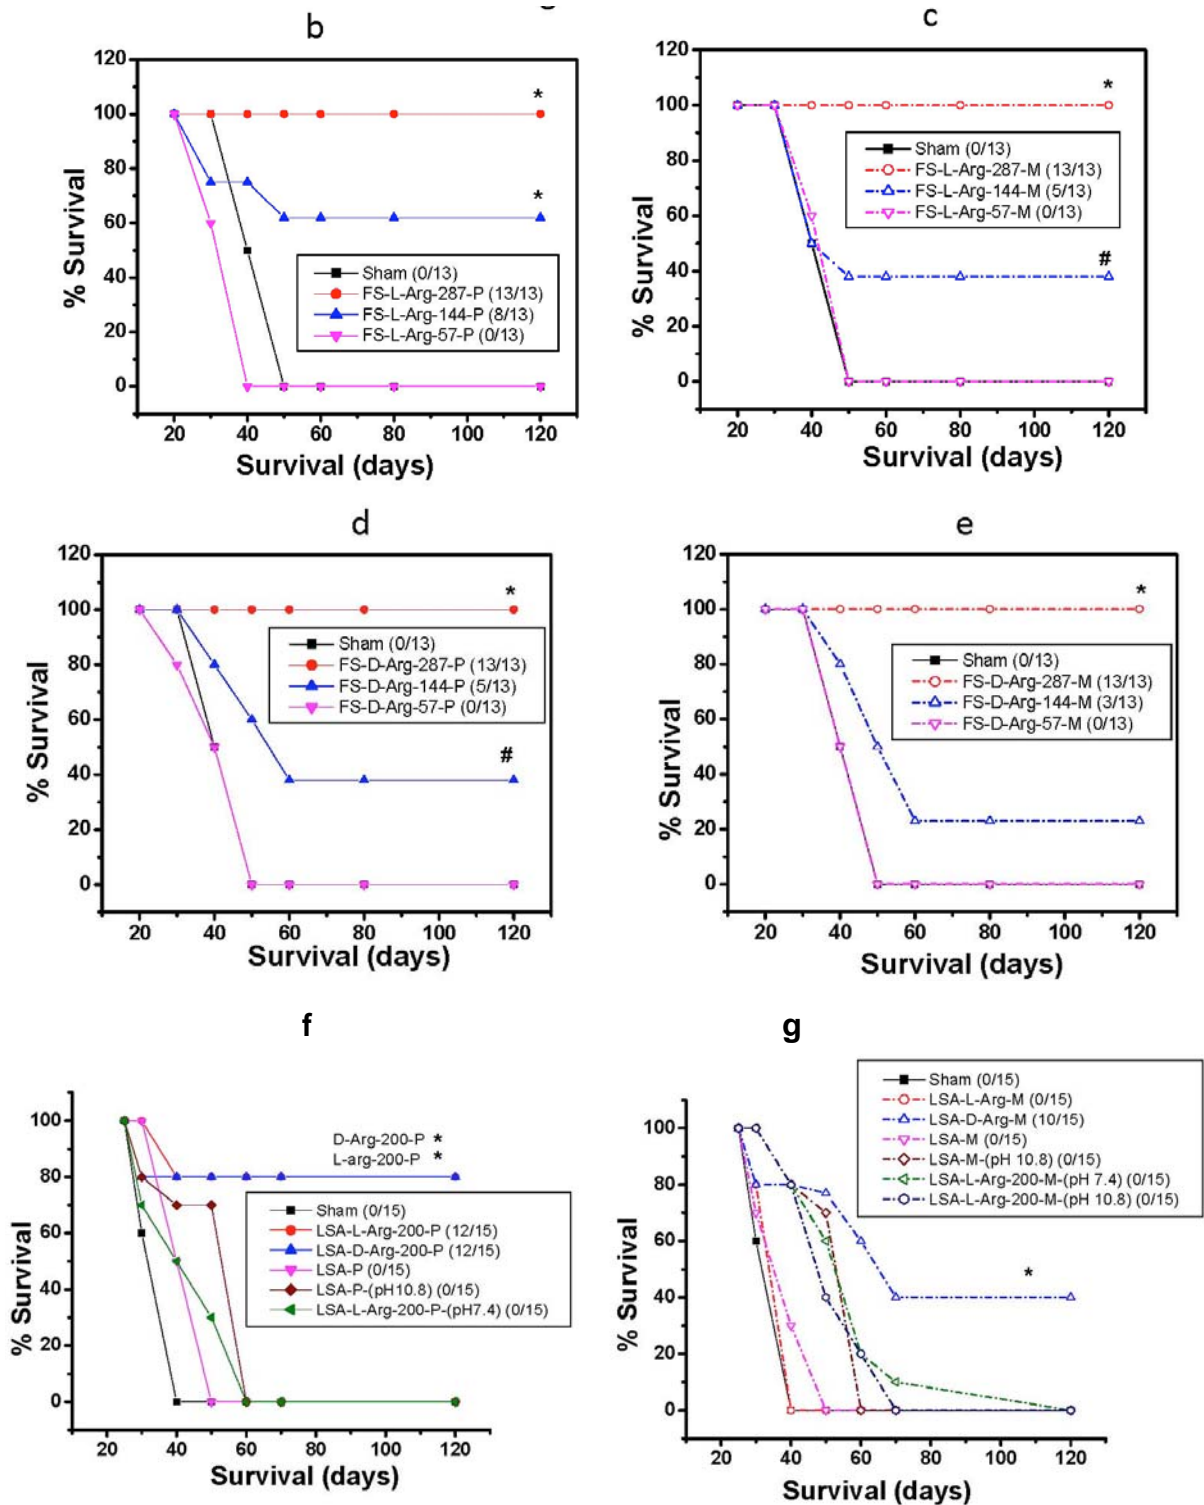 b
120
100
80
60
40
20
0
% Survival
*
*
Sham (0/13)
FS-L-Arg-287-P (13/13)
FS-L-Arg-144-P (8/13)
FS-L-Arg-57-P (0/13)
20 40 60 80 100 120
Survival (days)
c
120
100
80
60
40
20
0
% Survival
*
Sham (0/13)
FS-L-Arg-287-M (13/13)
FS-L-Arg-144-M (5/13)
FS-L-Arg-57-M (0/13)
#
20 40 60 80 100 120
Survival (days)
d
120
100
80
60
40
20
0
% Survival
*
Sham (0/13)
FS-D-Arg-287-P (13/13)
FS-D-Arg-144-P (5/13)
FS-D-Arg-57-P (0/13)
#
20 40 60 80 100 120
Survival (days)
e
120
100
80
60
40
20
0
% Survival
*
Sham (0/13)
FS-D-Arg-287-M (13/13)
FS-D-Arg-144-M (3/13)
FS-D-Arg-57-M (0/13)
20 40 60 80 100 120
Survival (days)
f
100
80
60
40
20
0
% Survival
D-Arg-200-P *
L-arg-200-P *
Sham (0/15)
LSA-L-Arg-200-P (12/15)
LSA-D-Arg-200-P (12/15)
LSA-P (0/15)
LSA-P-(pH10.8) (0/15)
LSA-L-Arg-200-P-(pH7.4) (0/15)
20 40 60 80 100 120
Survival (days)
g
Sham (0/15)
LSA-L-Arg-M (0/15)
LSA-D-Arg-M (10/15)
LSA-M (0/15)
LSA-M-(pH 10.8) (0/15)
LSA-L-Arg-200-M-(pH 7.4) (0/15)
LSA-L-Arg-200-M-(pH 10.8) (0/15)
100
80
60
40
20
0
% Survival
*
20 40 60 80 100 120
Survival (days)